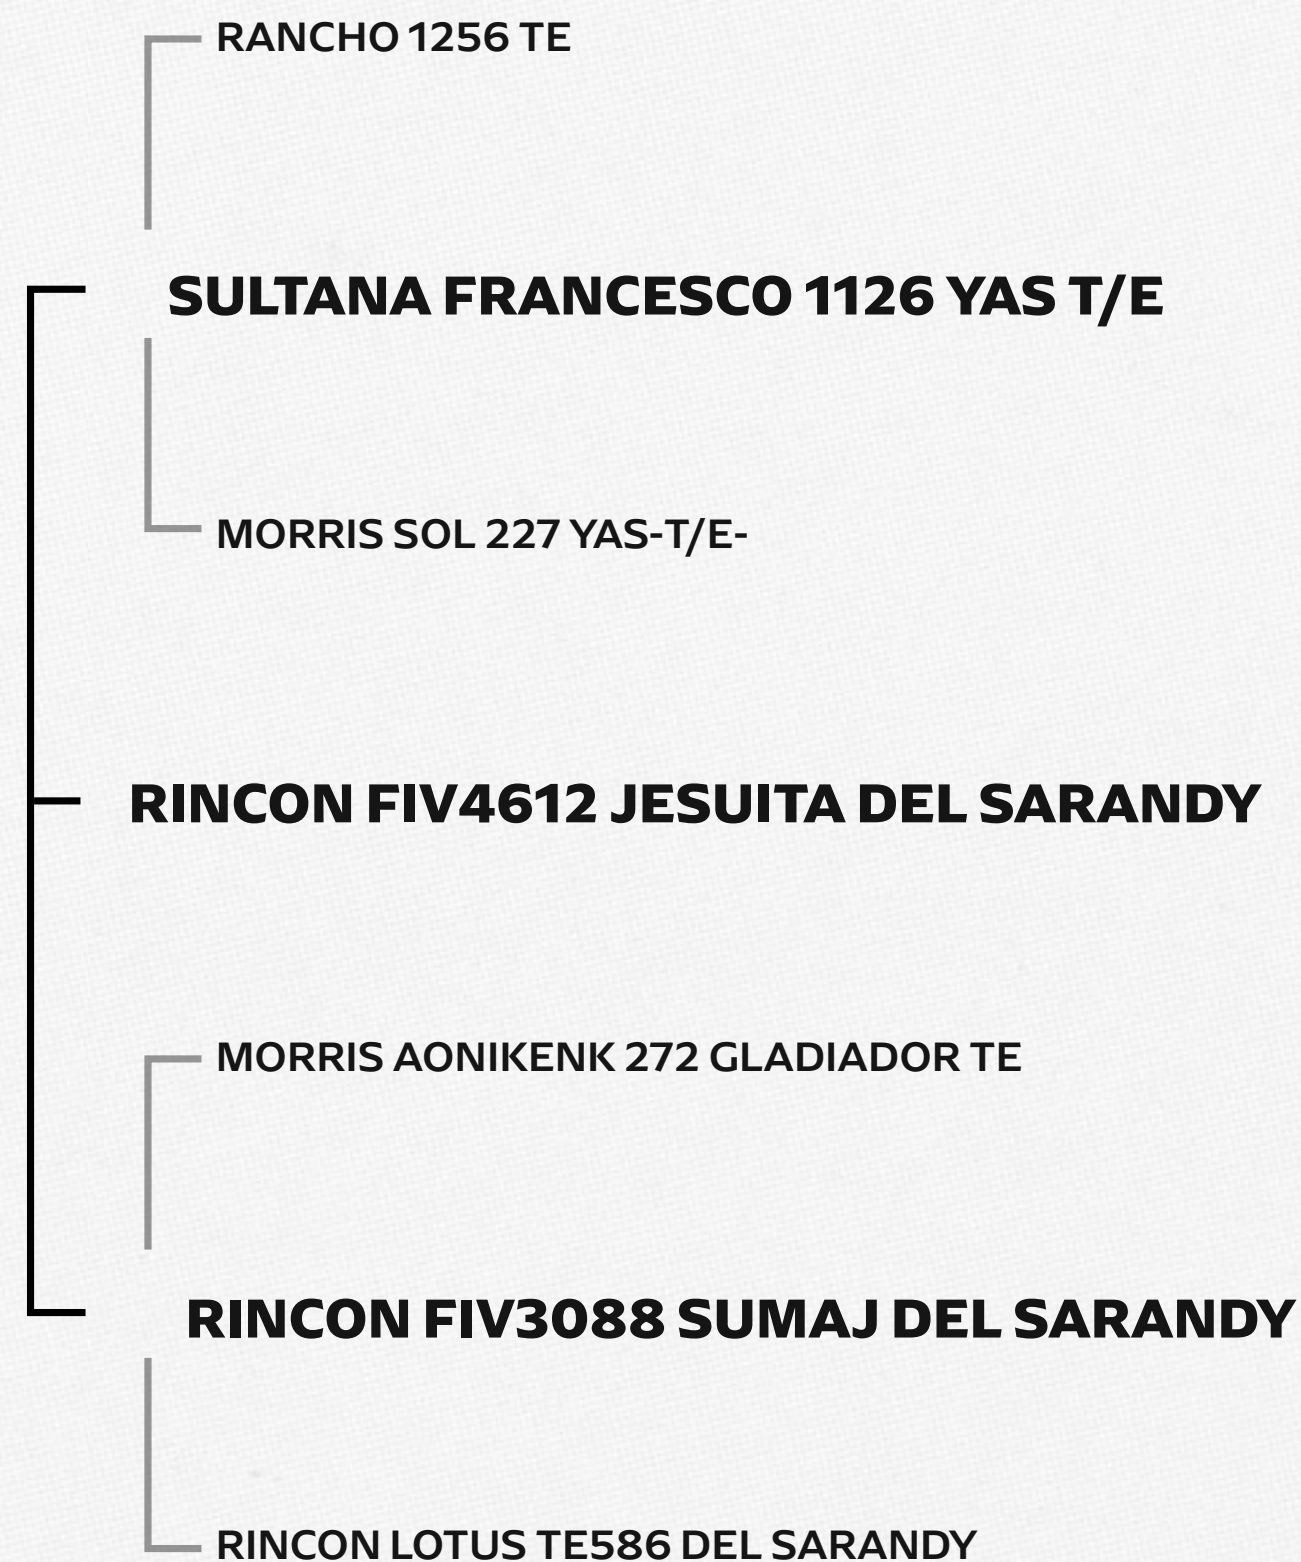 RANCHO 1256 TE
SULTANA FRANCESCO 1126 YAS T/E
MORRIS SOL 227 YAS-T/E-
RINCON FIV4612 JESUITA DEL SARANDY
MORRIS AONIKENK 272 GLADIADOR TE
RINCON FIV3088 SUMAJ DEL SARANDY
RINCON LOTUS TE586 DEL SARANDY